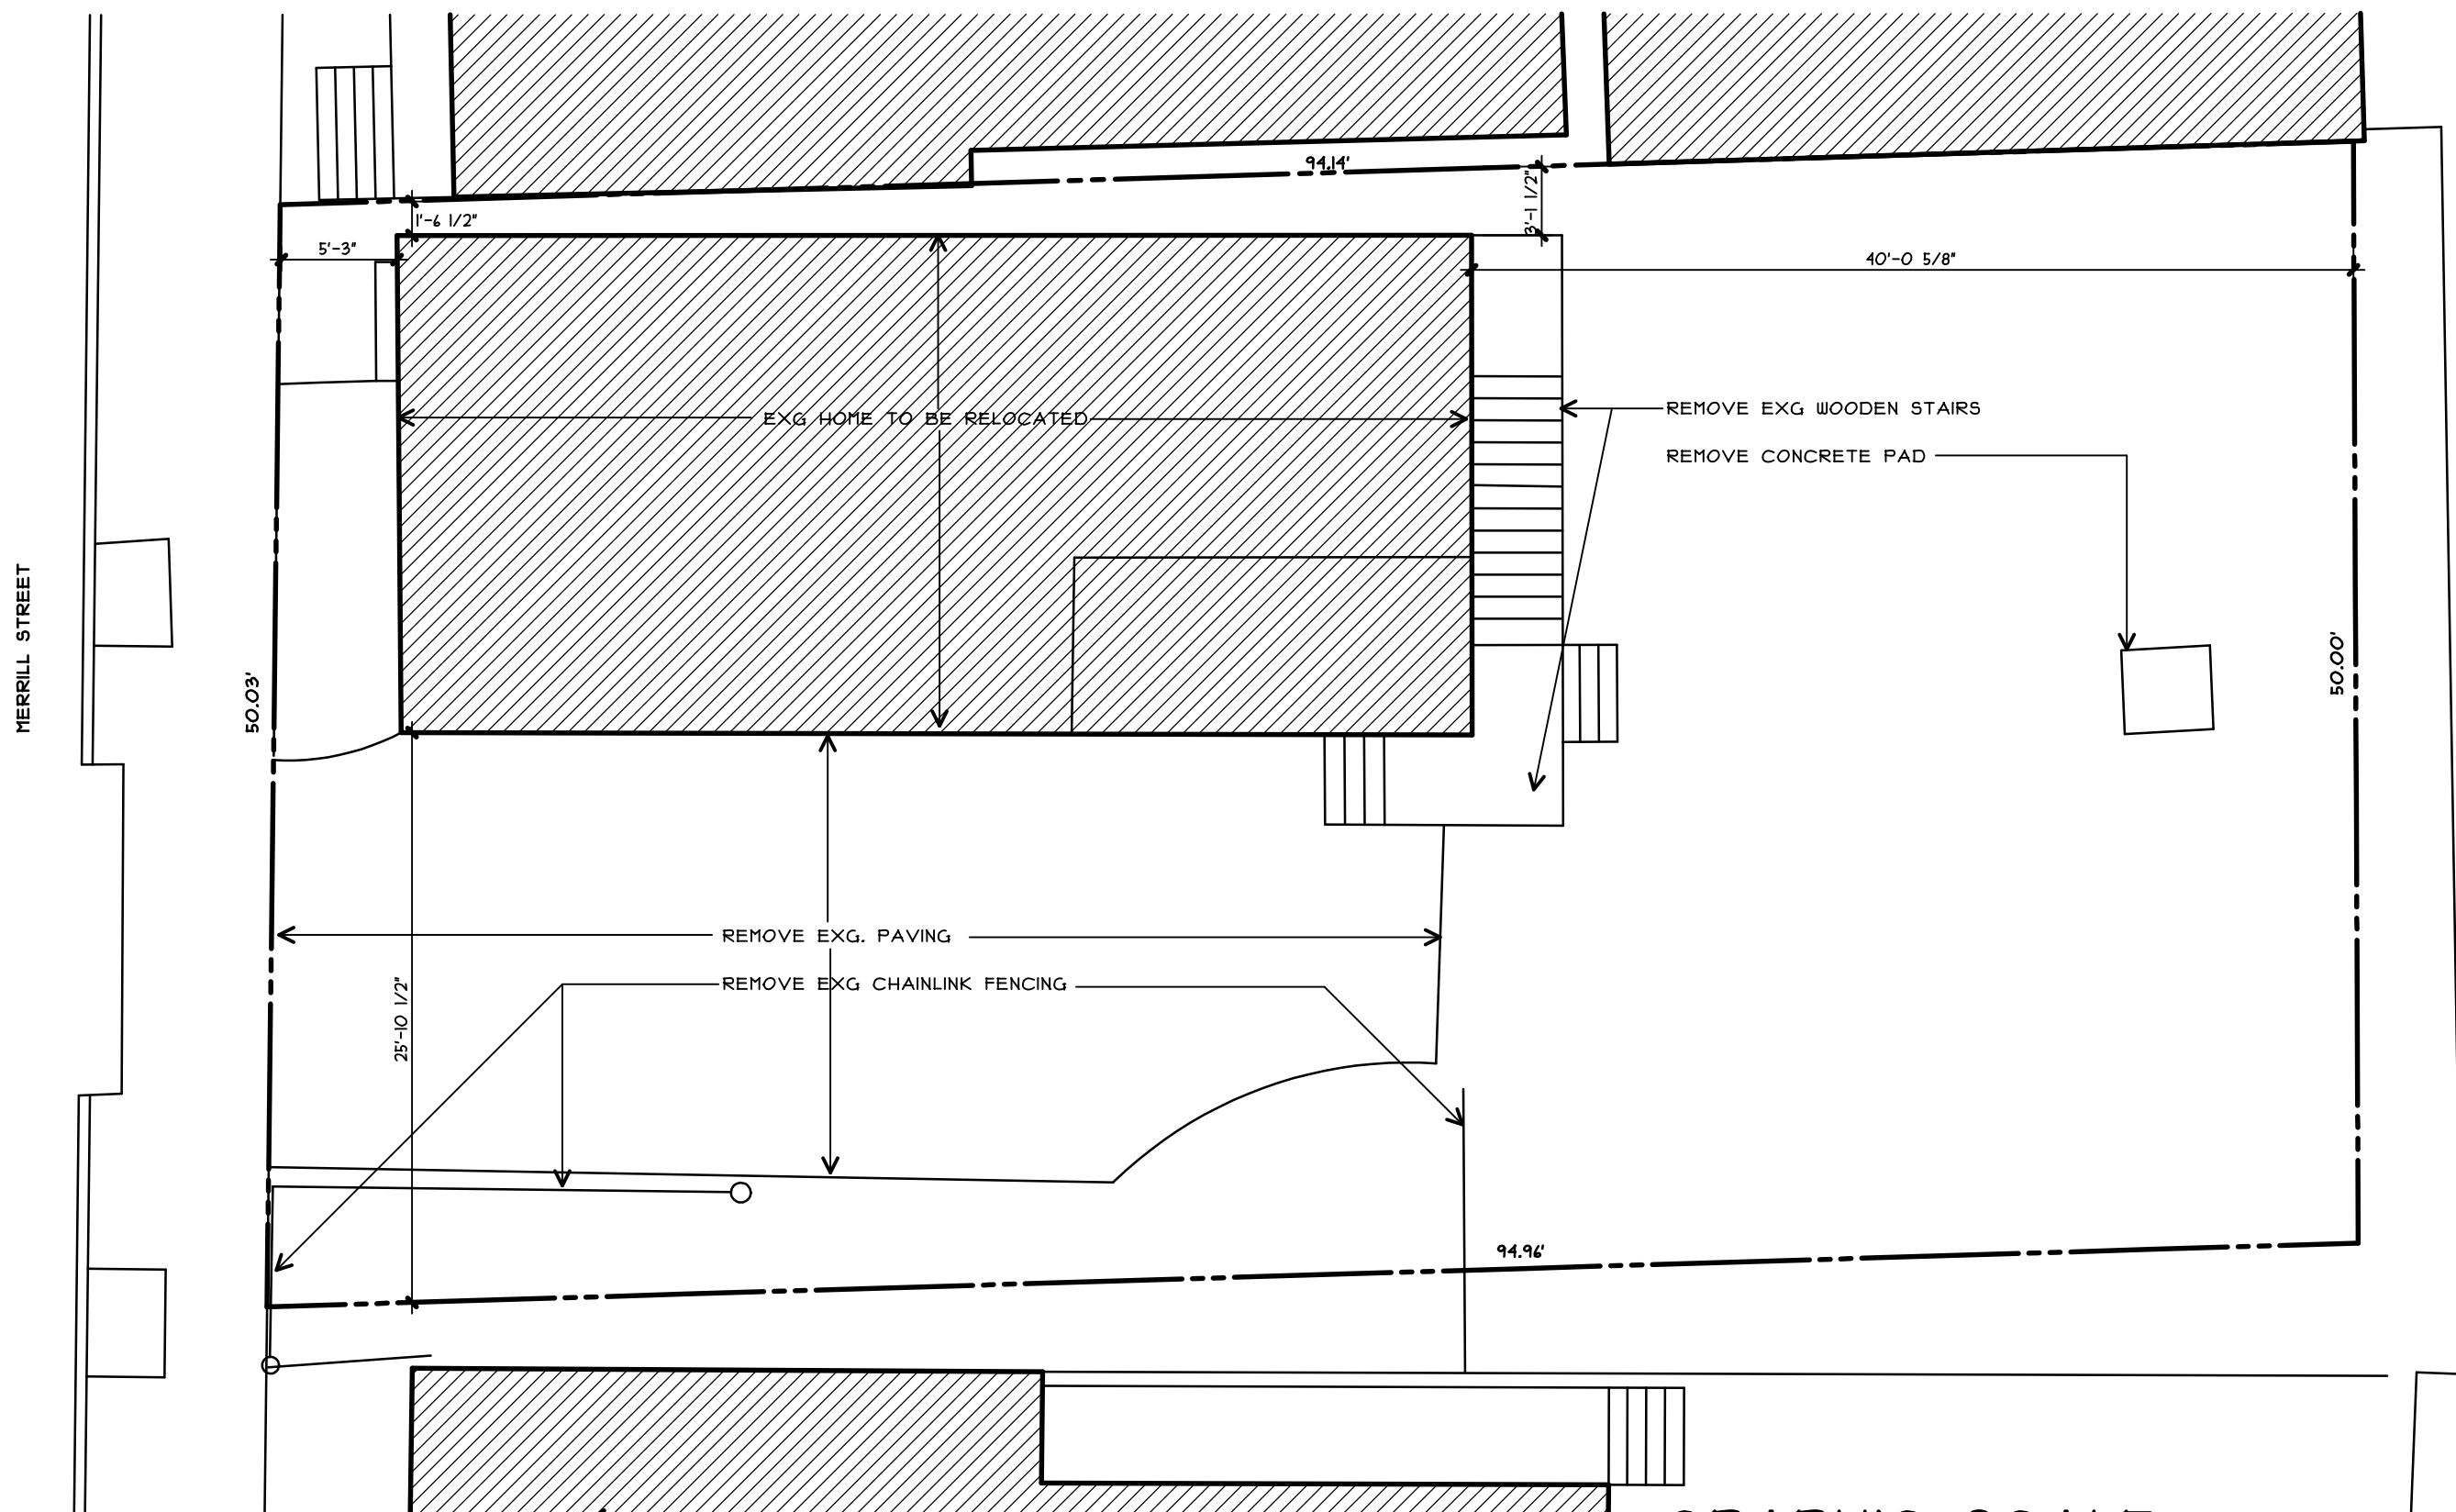 94.14'
3'-1 1/2"
1'-6 1/2"
5'-3"
40'-0 5/8"
EXG HOME TO BE RELOCATED
REMOVE EXG WOODEN STAIRS
REMOVE CONCRETE PAD
MERRILL STREET
50.03'
50.00'
REMOVE EXG. PAVING
REMOVE EXG CHAINLINK FENCING
25'-10 1/2"
94.96'